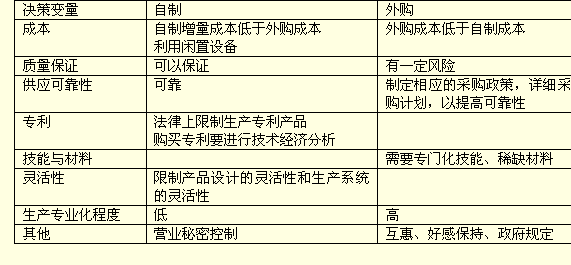 决策变量 自制 外购
成本 自制增量成本低于外购成本 外购成本低于自制成本
利用闲置设备
质量保证 可以保证 有一定风险
供应可靠性 可靠 制定相应的采购政策，详细采
购计划，以提高可靠性
专利 法律上限制生产专利产品
购买专利要进行技术经济分析
技能与材料 需要专门化技能、稀缺材料
灵活性 限制产品设计的灵活性和生产系统
的灵活性
生产专业化程度 低 高
其他 营业秘密控制 互惠、好感保持、政府规定